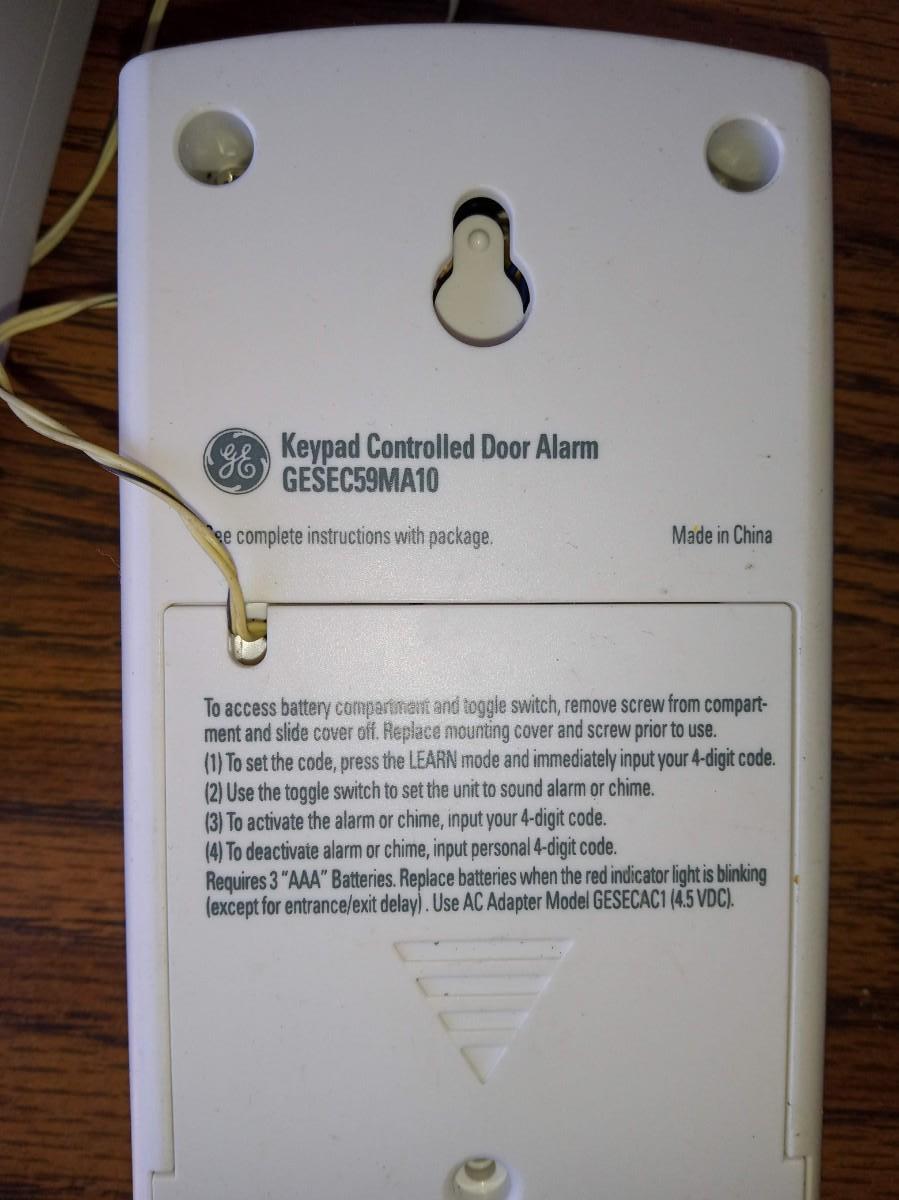 GE
Keypad Controlled Door Alarm
GESEC59MA10
complete instructions with package.
Made in China
To access battery compartment and toggle switch, remove screw from compart-
ment and slide cover off. Replace mounting cover and screw prior to use.
(1) To set the code, press the LEARN mode and immediately input your 4-digit code.
(2) Use the toggle switch to set the unit to sound alarm or chime.
(3) To activate the alarm or chime, input your 4-digit code.
(4) To deactivate alarm or chime, input personal 4-digit code.
Requires 3 “AAA” Batteries. Replace batteries when the red indicator light is blinking
(except for entrance/exit delay) . Use AC Adapter Model GESECAC1 (4.5 VDC).